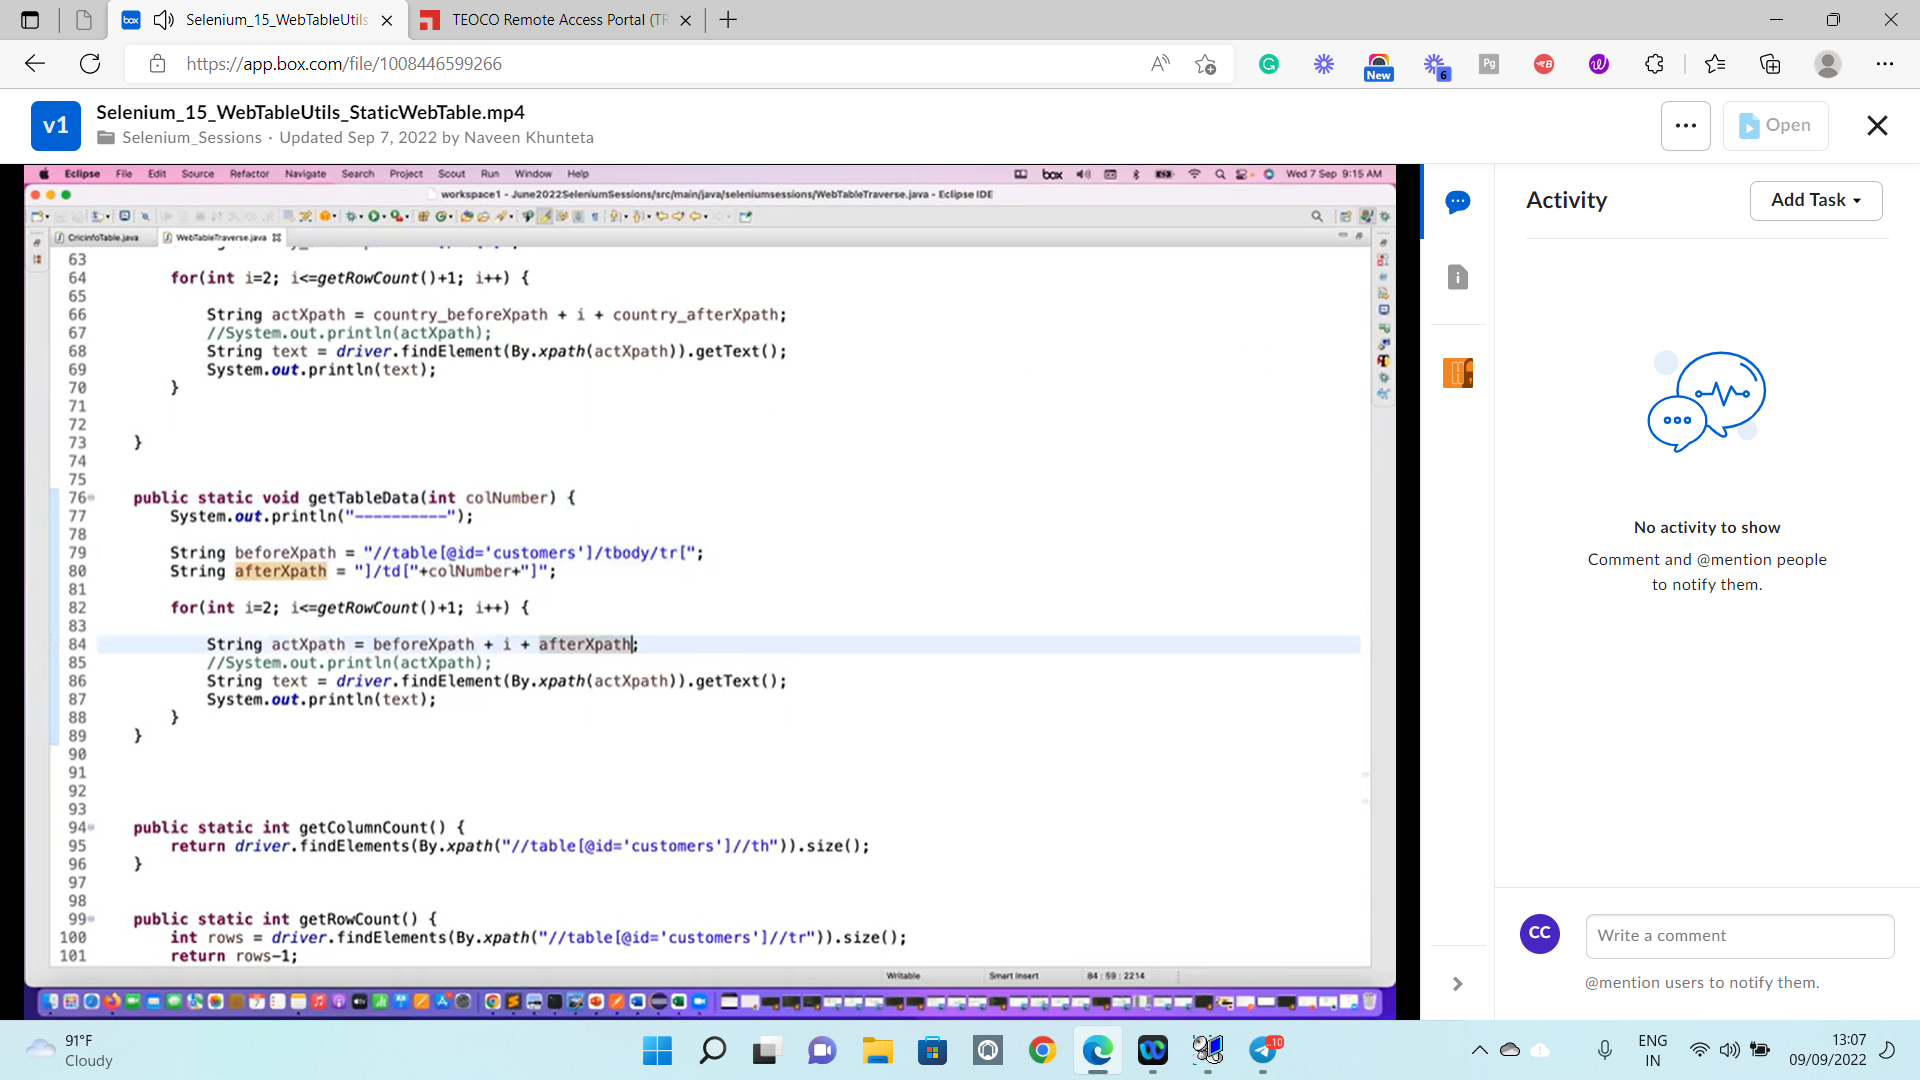 Selenium_15_WebTableUtils
TEOCO Remote Access Portal (TR
https://app.box.com/file/1008446599266
New
6
Pg
v1
Selenium_15_WebTableUtils_StaticWebTable.mp4
Selenium_Sessions · Updated Sep 7, 2022 by Naveen Khunteta
Open
Eclipse File Edit Source Refactor Navigate Search Project Scout Run Window Help
box
Wed 7 Sep 9:15 AM
workspace1 - June2022SeleniumSessions/src/main/java/seleniumsessions/WebTableTraverse.java - Eclipse IDE
CricinfoTable.java
WebTableTraverse.java
63
64 for(int i=2; i<=getRowCount()+1; i++) {
65
66 String actXpath = country_beforeXpath + i + country_afterXpath;
67 //System.out.println(actXpath);
68 String text = driver.findElement(By.xpath(actXpath)).getText();
69 System.out.println(text);
70 }
71
72
73 }
74
75
76 public static void getTableData(int colNumber) {
77 System.out.println("----------");
78
79 String beforeXpath = "//table[@id='customers']/tbody/tr[";
80 String afterXpath = "]/td["+colNumber+"]";
81
82 for(int i=2; i<=getRowCount()+1; i++) {
83
84 String actXpath = beforeXpath + i + afterXpath;
85 //System.out.println(actXpath);
86 String text = driver.findElement(By.xpath(actXpath)).getText();
87 System.out.println(text);
88 }
89 }
90
91
92
93
94 public static int getColumnCount() {
95 return driver.findElements(By.xpath("//table[@id='customers']//th")).size();
96 }
97
98
99 public static int getRowCount() {
100 int rows = driver.findElements(By.xpath("//table[@id='customers']//tr")).size();
101 return rows-1;
Writable
Smart Insert
84 : 59 : 2214
Activity
Add Task
No activity to show
Comment and @mention people
to notify them.
CC
Write a comment
@mention users to notify them.
91°F
Cloudy
10
ENG
IN
13:07
09/09/2022